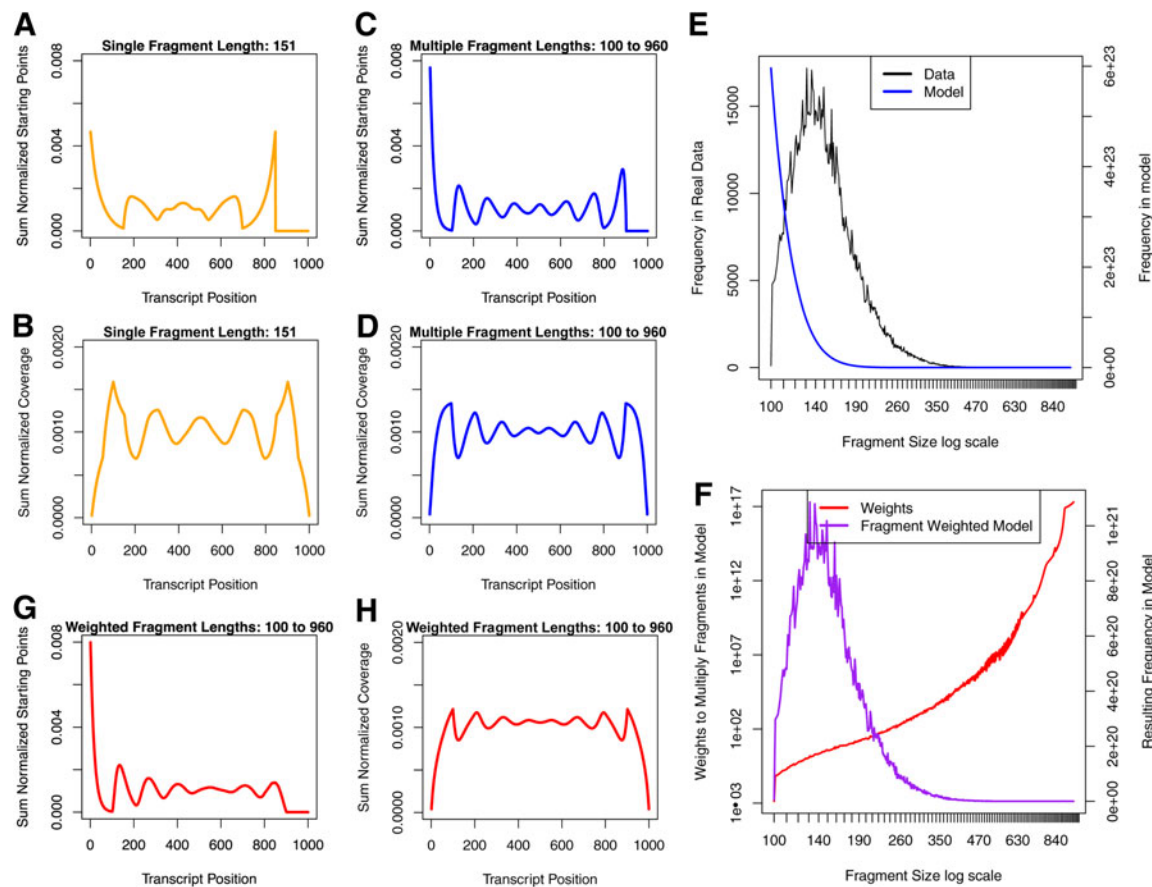 A
Single Fragment Length: 151
Sum Normalized Starting Points
0.000 0.004 0.008
0 200 400 600 800 1000
Transcript Position
C
Multiple Fragment Lengths: 100 to 960
Sum Normalized Starting Points
0.000 0.004 0.008
0 200 400 600 800 1000
Transcript Position
E
Data
Model
Frequency in Real Data
0 5000 10000 15000
Frequency in model
0e+00 2e+23 4e+23 6e+23
100 140 190 260 350 470 630 840
Fragment Size log scale
B
Single Fragment Length: 151
Sum Normalized Coverage
0.0000 0.0010 0.0020
0 200 400 600 800 1000
Transcript Position
D
Multiple Fragment Lengths: 100 to 960
Sum Normalized Coverage
0.0000 0.0010 0.0020
0 200 400 600 800 1000
Transcript Position
F
Weights
Fragment Weighted Model
Weights to Multiply Fragments in Model
1e• 03 1e+02 1e+07 1e+12 1e+17
Resulting Frequency in Model
0e+00 2e+20 4e+20 6e+20 8e+20 1e+21
100 140 190 260 350 470 630 840
Fragment Size log scale
G
Weighted Fragment Lengths: 100 to 960
Sum Normalized Starting Points
0.000 0.004 0.008
0 200 400 600 800 1000
Transcript Position
H
Weighted Fragment Lengths: 100 to 960
Sum Normalized Coverage
0.0000 0.0010 0.0020
0 200 400 600 800 1000
Transcript Position